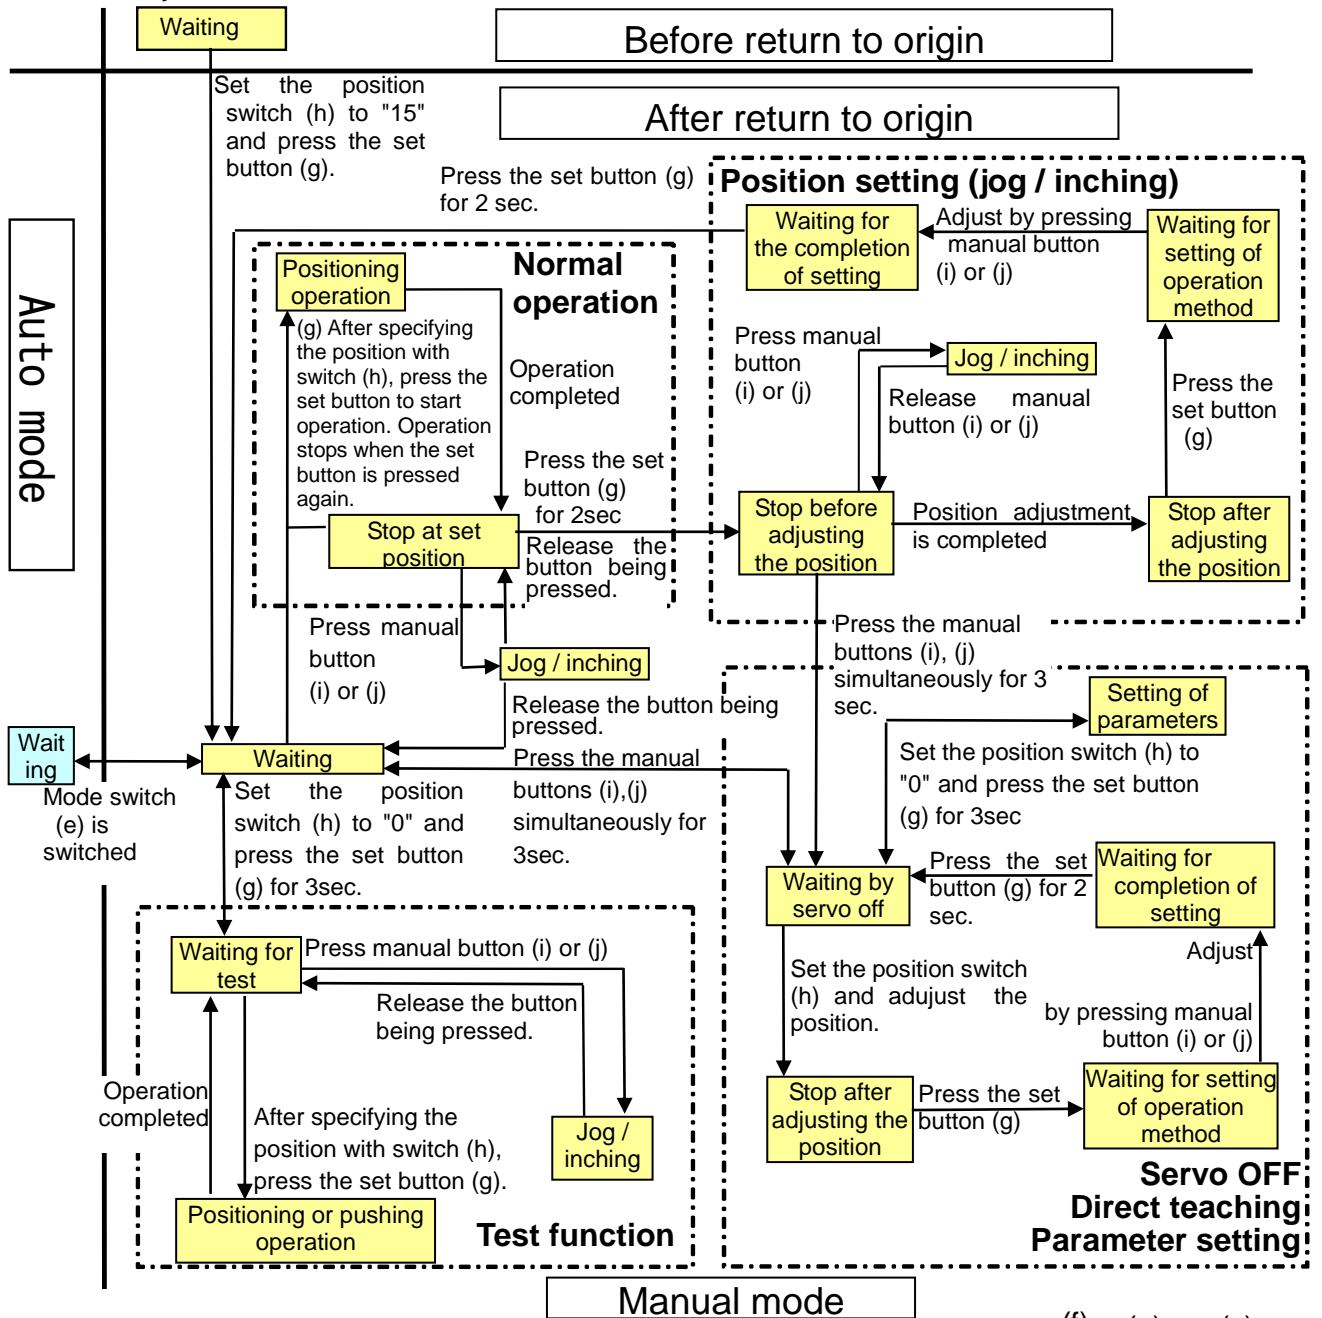 Waiting
Before return to origin
Set the position
switch (h) to "15"
and press the set
button (g).
After return to origin
Press the set button (g)
for 2 sec.
Position setting (jog / inching)
Waiting for
the completion
of setting
Adjust by pressing
manual button
(i) or (j)
Waiting for
setting of
operation
method
Auto mode
Positioning
operation
Normal
operation
(g) After specifying
the position with
switch (h), press the
set button to start
operation. Operation
stops when the set
button is pressed
again.
Operation
completed
Press manual
button
(i) or (j)
Jog / inching
Release manual
button (i) or (j)
Press the
set button
(g)
Press the set
button (g)
for 2sec
Stop at set
position
Release the
button being
pressed.
Stop before
adjusting
the position
Position adjustment
is completed
Stop after
adjusting
the position
Press manual
button
(i) or (j)
Jog / inching
Press the manual
buttons (i), (j)
simultaneously for 3
sec.
Release the button being
pressed.
Setting of
parameters
Wait
ing
Waiting
Mode switch
(e) is
switched
Set the position
switch (h) to "0" and
press the set button
(g) for 3sec.
Press the manual
buttons (i),(j)
simultaneously for
3sec.
Set the position switch (h) to
"0" and press the set button
(g) for 3sec
Waiting by
servo off
Press the set
button (g) for 2
sec.
Waiting for
completion of
setting
Waiting for
test
Press manual button (i) or (j)
Release the button
being pressed.
Set the position switch
(h) and adujust the
position.
Adjust
by pressing manual
button (i) or (j)
Operation
completed
After specifying the
position with switch (h),
press the set button (g).
Jog /
inching
Stop after
adjusting the
position
Press the set
button (g)
Waiting for setting
of operation
method
Positioning or pushing
operation
Test function
Servo OFF
Direct teaching
Parameter setting
Manual mode